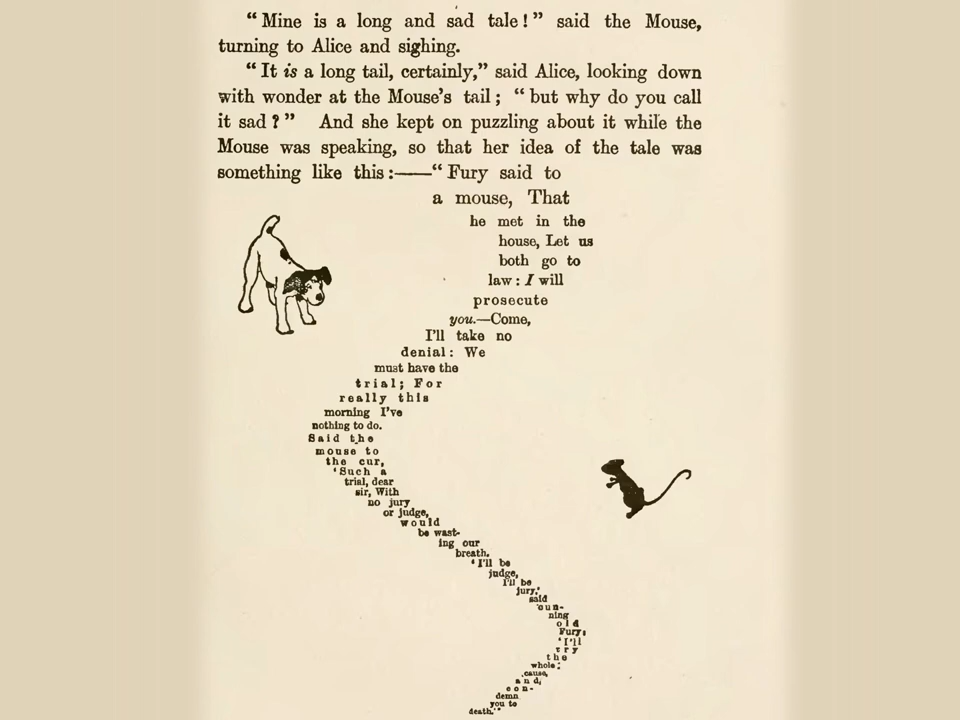 “Mine is a long and sad tale!” said the Mouse,
turning to Alice and sighing.
“It is a long tail, certainly,” said Alice, looking down
with wonder at the Mouse’s tail; “but why do you call
it sad?” And she kept on puzzling about it while the
Mouse was speaking, so that her idea of the tale was
something like this:——“Fury said to
a mouse, That
he met in the
house, Let us
both go to
law: I will
prosecute
you.—Come,
I’ll take no
denial: We
must have the
trial; For
really this
morning I’ve
nothing to do.
Said the
mouse to
the cur,
‘Such a
trial, dear
sir, With
no jury
or judge,
would
be wast-
ing our
breath.
‘I’ll be
judge,
I’ll be
jury,’
said
cun-
ning
old
Fury;
‘I’ll
try
the
whole
cause,
and
con-
demn
you to
death.’”